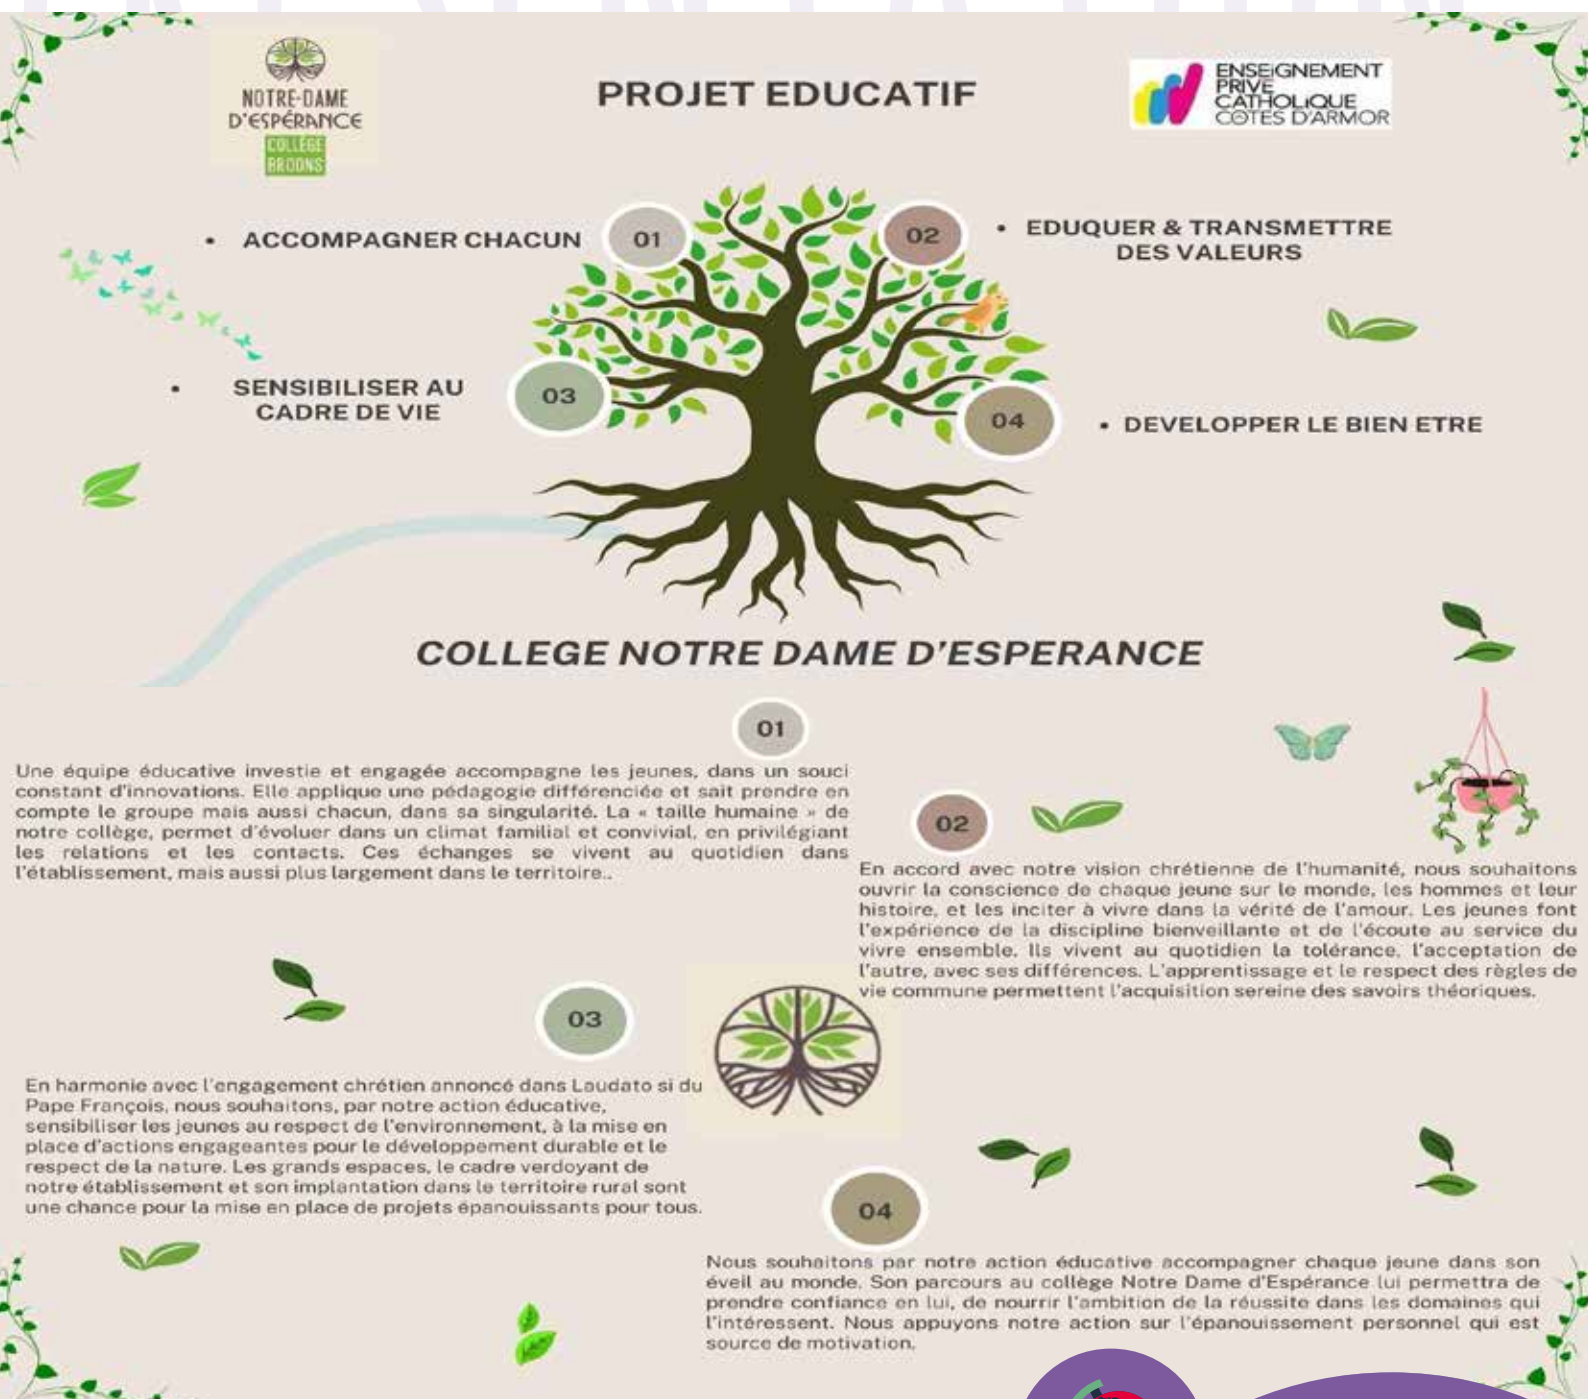 NOTRE-DAME
D'ESPÉRANCE
COLLÈGE
BROONS
PROJET EDUCATIF
ENSEIGNEMENT
PRIVÉ
CATHOLIQUE
CÔTES D'ARMOR
• ACCOMPAGNER CHACUN
01
02
• EDUQUER & TRANSMETTRE
DES VALEURS
• SENSIBILISER AU
CADRE DE VIE
03
04
• DEVELOPPER LE BIEN ETRE
COLLEGE NOTRE DAME D'ESPERANCE
01
Une équipe éducative investie et engagée accompagne les jeunes, dans un souci
constant d'innovations. Elle applique une pédagogie différenciée et sait prendre en
compte le groupe mais aussi chacun, dans sa singularité. La « taille humaine » de
notre collège, permet d'évoluer dans un climat familial et convivial, en privilégiant
les relations et les contacts. Ces échanges se vivent au quotidien dans
l'établissement, mais aussi plus largement dans le territoire..
02
En accord avec notre vision chrétienne de l'humanité, nous souhaitons
ouvrir la conscience de chaque jeune sur le monde, les hommes et leur
histoire, et les inciter à vivre dans la vérité de l'amour. Les jeunes font
l'expérience de la discipline bienveillante et de l'écoute au service du
vivre ensemble. Ils vivent au quotidien la tolérance, l'acceptation de
l'autre, avec ses différences. L'apprentissage et le respect des règles de
vie commune permettent l'acquisition sereine des savoirs théoriques.
03
En harmonie avec l'engagement chrétien annoncé dans Laudato si du
Pape François, nous souhaitons, par notre action éducative,
sensibiliser les jeunes au respect de l'environnement, à la mise en
place d'actions engageantes pour le développement durable et le
respect de la nature. Les grands espaces, le cadre verdoyant de
notre établissement et son implantation dans le territoire rural sont
une chance pour la mise en place de projets épanouissants pour tous.
04
Nous souhaitons par notre action éducative accompagner chaque jeune dans son
éveil au monde. Son parcours au collège Notre Dame d'Espérance lui permettra de
prendre confiance en lui, de nourrir l'ambition de la réussite dans les domaines qui
l'intéressent. Nous appuyons notre action sur l'épanouissement personnel qui est
source de motivation.